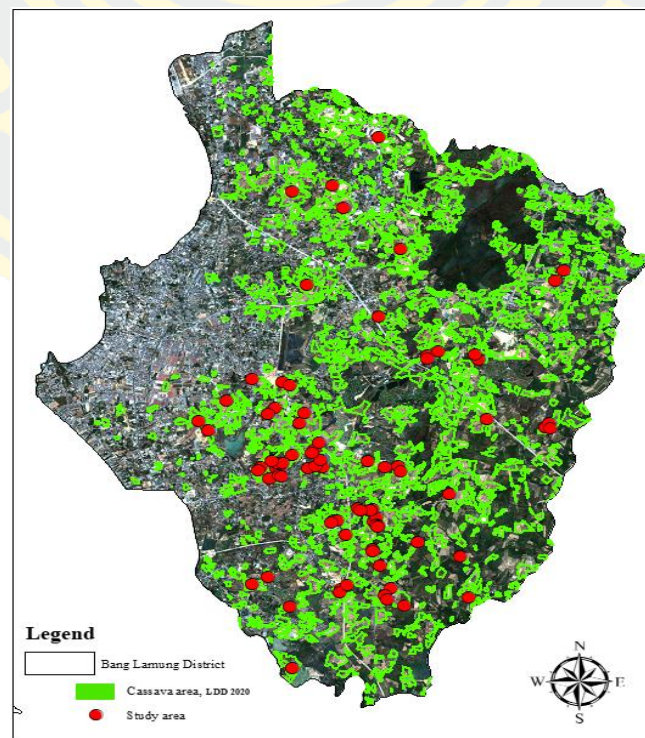 Legend
Bang Lamung District
Cassava area, LDD 2020
Study area
N
W
E
S